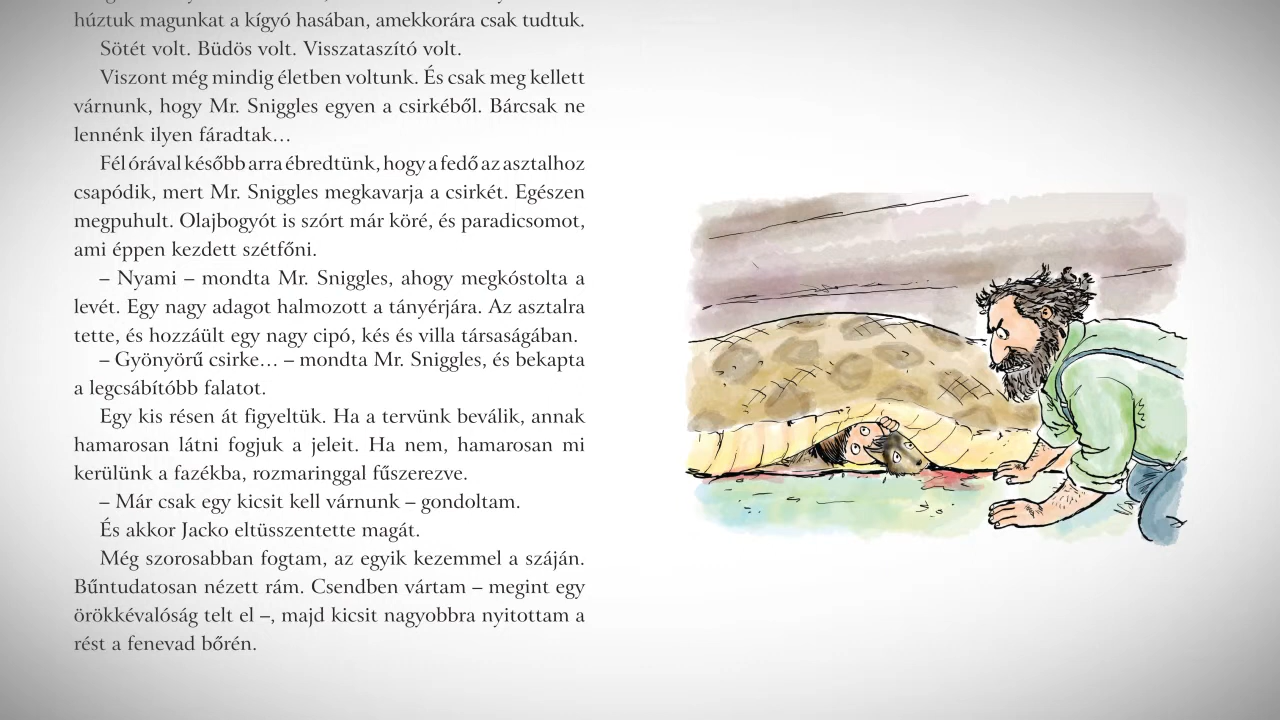 húztuk magunkat a kígyó hasában, amekkorára csak tudtuk.
Sötét volt. Büdös volt. Visszataszító volt.
Viszont még mindig életben voltunk. És csak meg kellett
várnunk, hogy Mr. Sniggles egyen a csirkéből. Bárcsak ne
lennénk ilyen fáradtak…
Fél órával később arra ébredtünk, hogy a fedő az asztalhoz
csapódik, mert Mr. Sniggles megkavarja a csirkét. Egészen
megpuhult. Olajbogyót is szórt már köré, és paradicsomot,
ami éppen kezdett szétfőni.
– Nyami – mondta Mr. Sniggles, ahogy megkóstolta a
levét. Egy nagy adagot halmozott a tányérjára. Az asztalra
tette, és hozzáült egy nagy cipó, kés és villa társaságában.
– Gyönyörű csirke… – mondta Mr. Sniggles, és bekapta
a legcsábítóbb falatot.
Egy kis résen át figyeltük. Ha a tervünk beválik, annak
hamarosan látni fogjuk a jeleit. Ha nem, hamarosan mi
kerülünk a fazékba, rozmaringgal fűszerezve.
– Már csak egy kicsit kell várnunk – gondoltam.
És akkor Jacko eltüsszentette magát.
Még szorosabban fogtam, az egyik kezemmel a száján.
Bűntudatosan nézett rám. Csendben vártam – megint egy
örökkévalóság telt el –, majd kicsit nagyobbra nyitottam a
rést a fenevad bőrén.